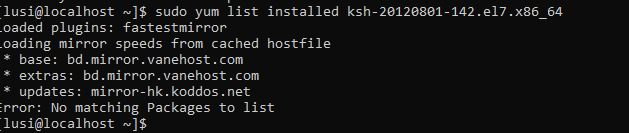 [lusi@localhost ~]$ sudo yum list installed ksh-20120801-142.el7.x86_64
Loaded plugins: fastestmirror
Loading mirror speeds from cached hostfile
 * base: bd.mirror.vanehost.com
 * extras: bd.mirror.vanehost.com
 * updates: mirror-hk.koddos.net
Error: No matching Packages to list
[lusi@localhost ~]$